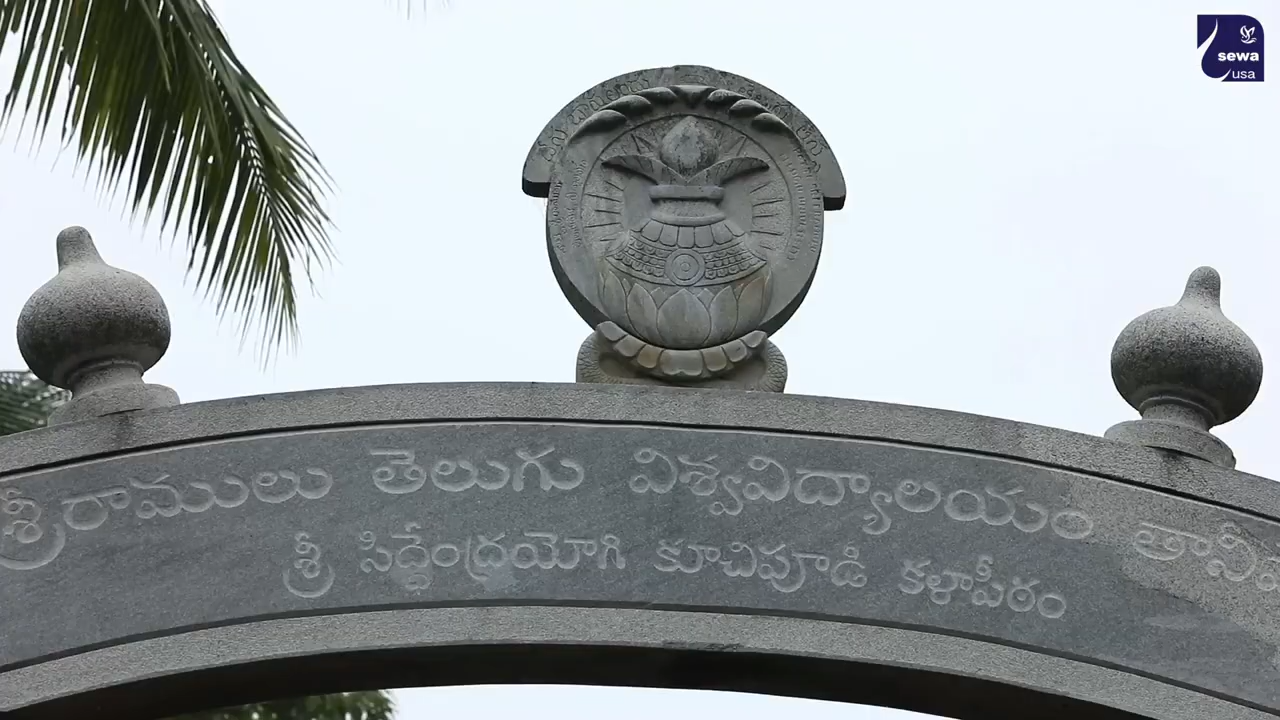 sewa
usa
శ్రీరాములు తెలుగు విశ్వవిద్యాలయం
శ్రీ సిద్ధేంద్రయోగి కూచిపూడి కళాపీఠం